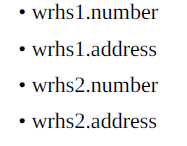 • wrhs1.number
• wrhs1.address
• wrhs2.number
• wrhs2.address